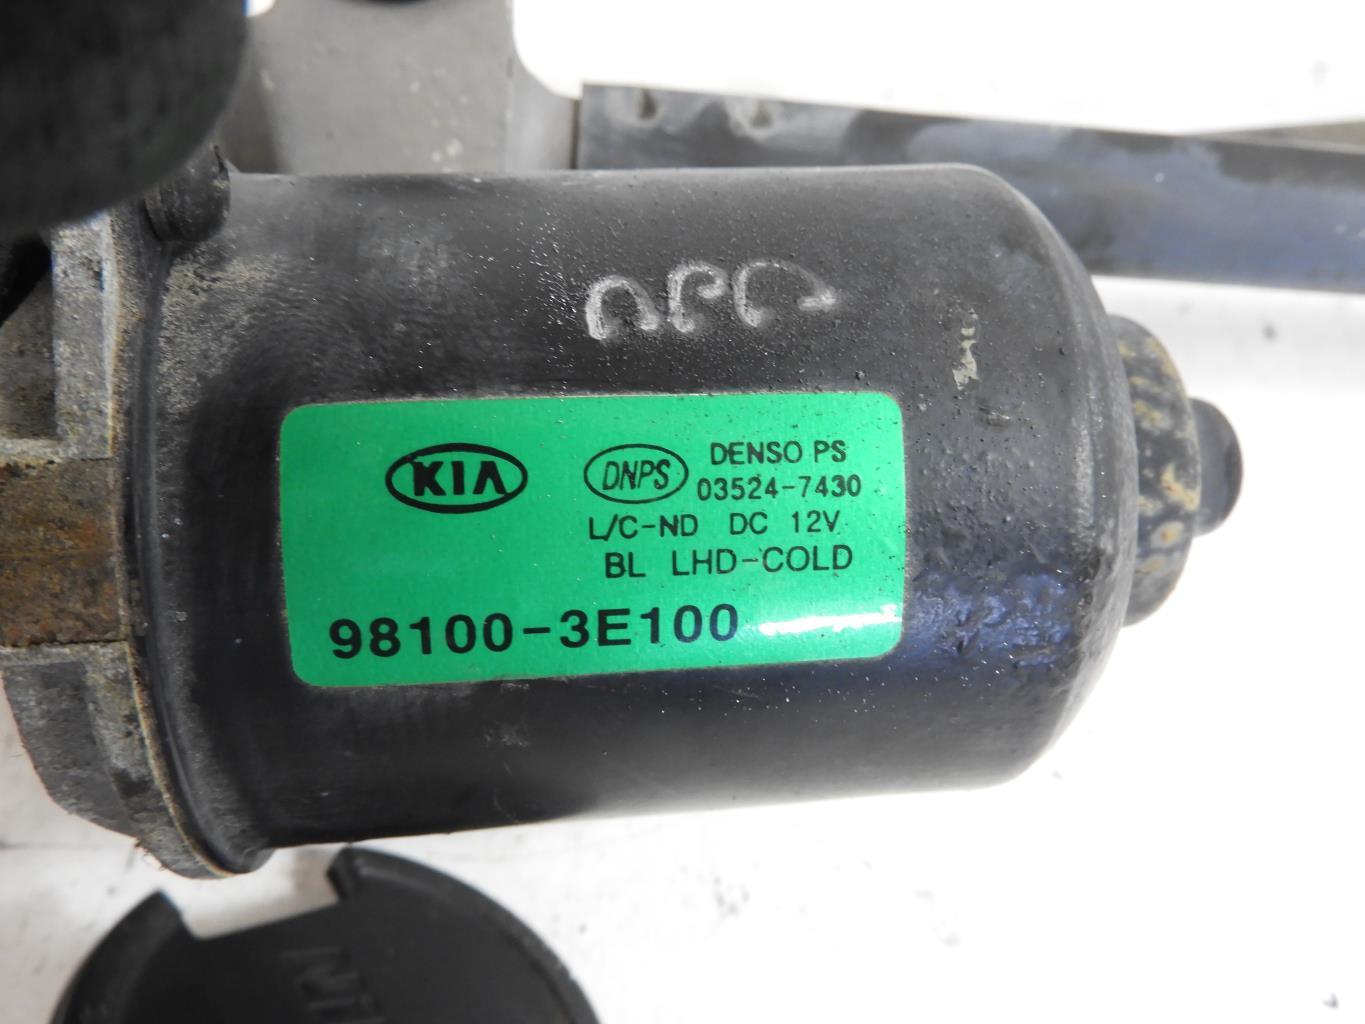 KIA
DNPS
DENSO PS
03524-7430
L/C-ND DC 12V
BL LHD-COLD
98100-3E100